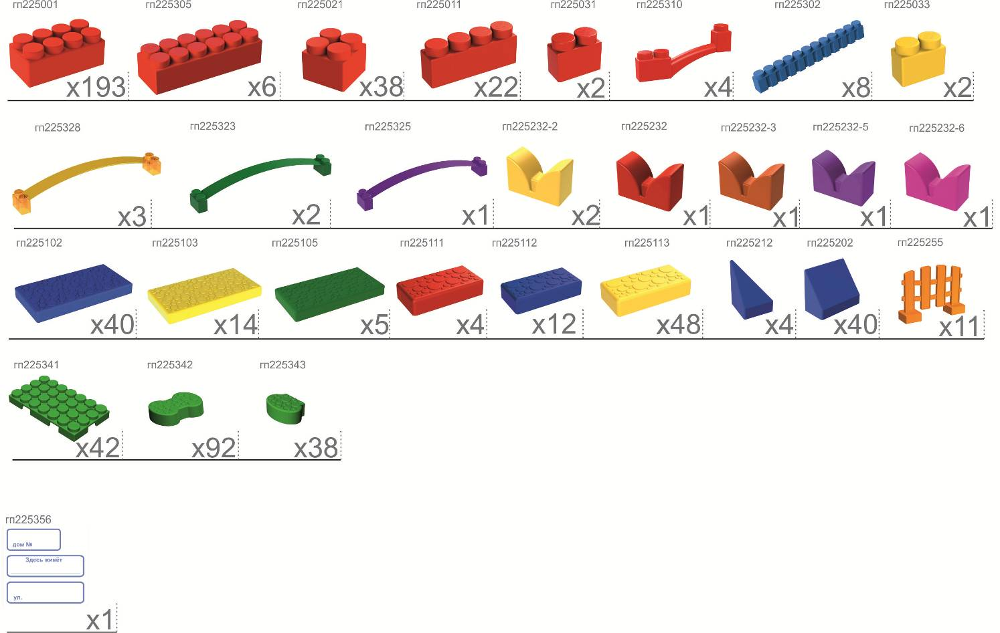 гп225001 гп225305 гп225021 гп225011 гп225031 гп225310 гп225302 гп225033
x193 x6 x38 x22 x2 x4 x8 x2
гп225328 гп225323 гп225325 гп225232-2 гп225232 гп225232-3 гп225232-5 гп225232-6
x3 x2 x1 x2 x1 x1 x1 x1
гп225102 гп225103 гп225105 гп225111 гп225112 гп225113 гп225212 гп225202 гп225255
x40 x14 x5 x4 x12 x48 x4 x40 x11
гп225341 гп225342 гп225343
x42 x92 x38
гп225356
дом №
Здесь живёт
ул.
x1